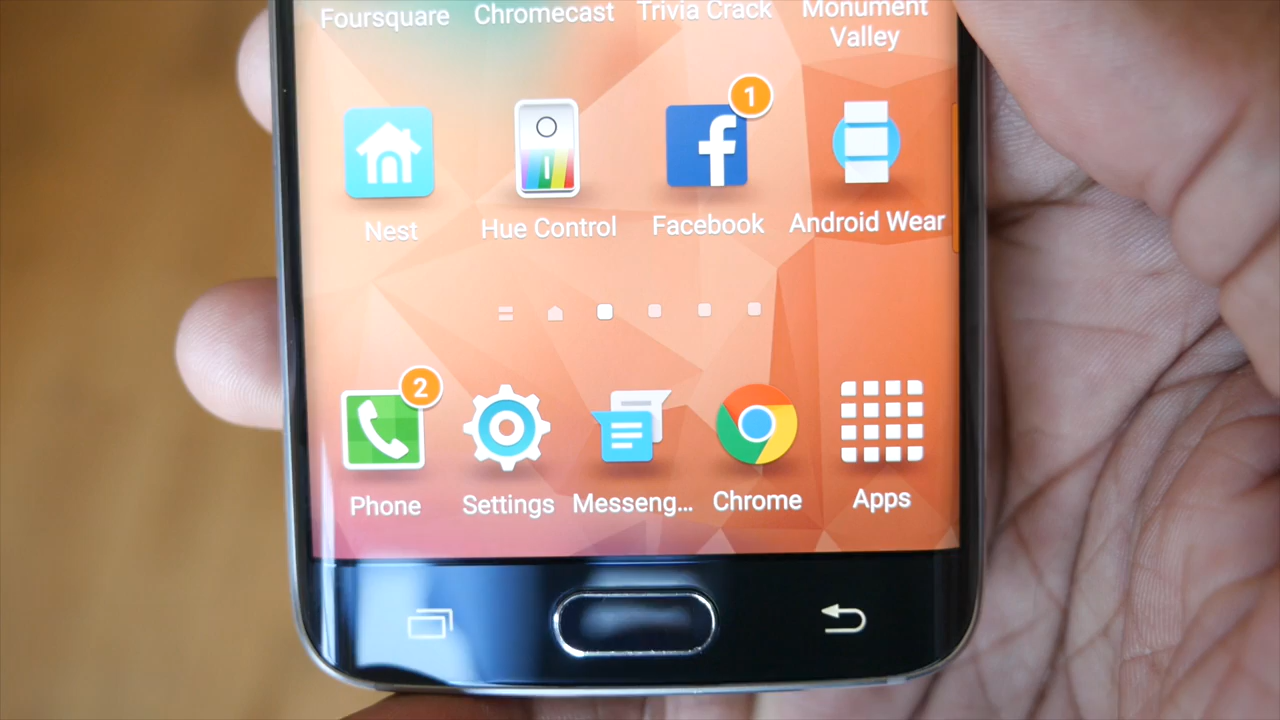 Foursquare Chromecast Trivia Crack Monument
Valley
1
Nest Hue Control Facebook Android Wear
2
Phone Settings Messeng... Chrome Apps